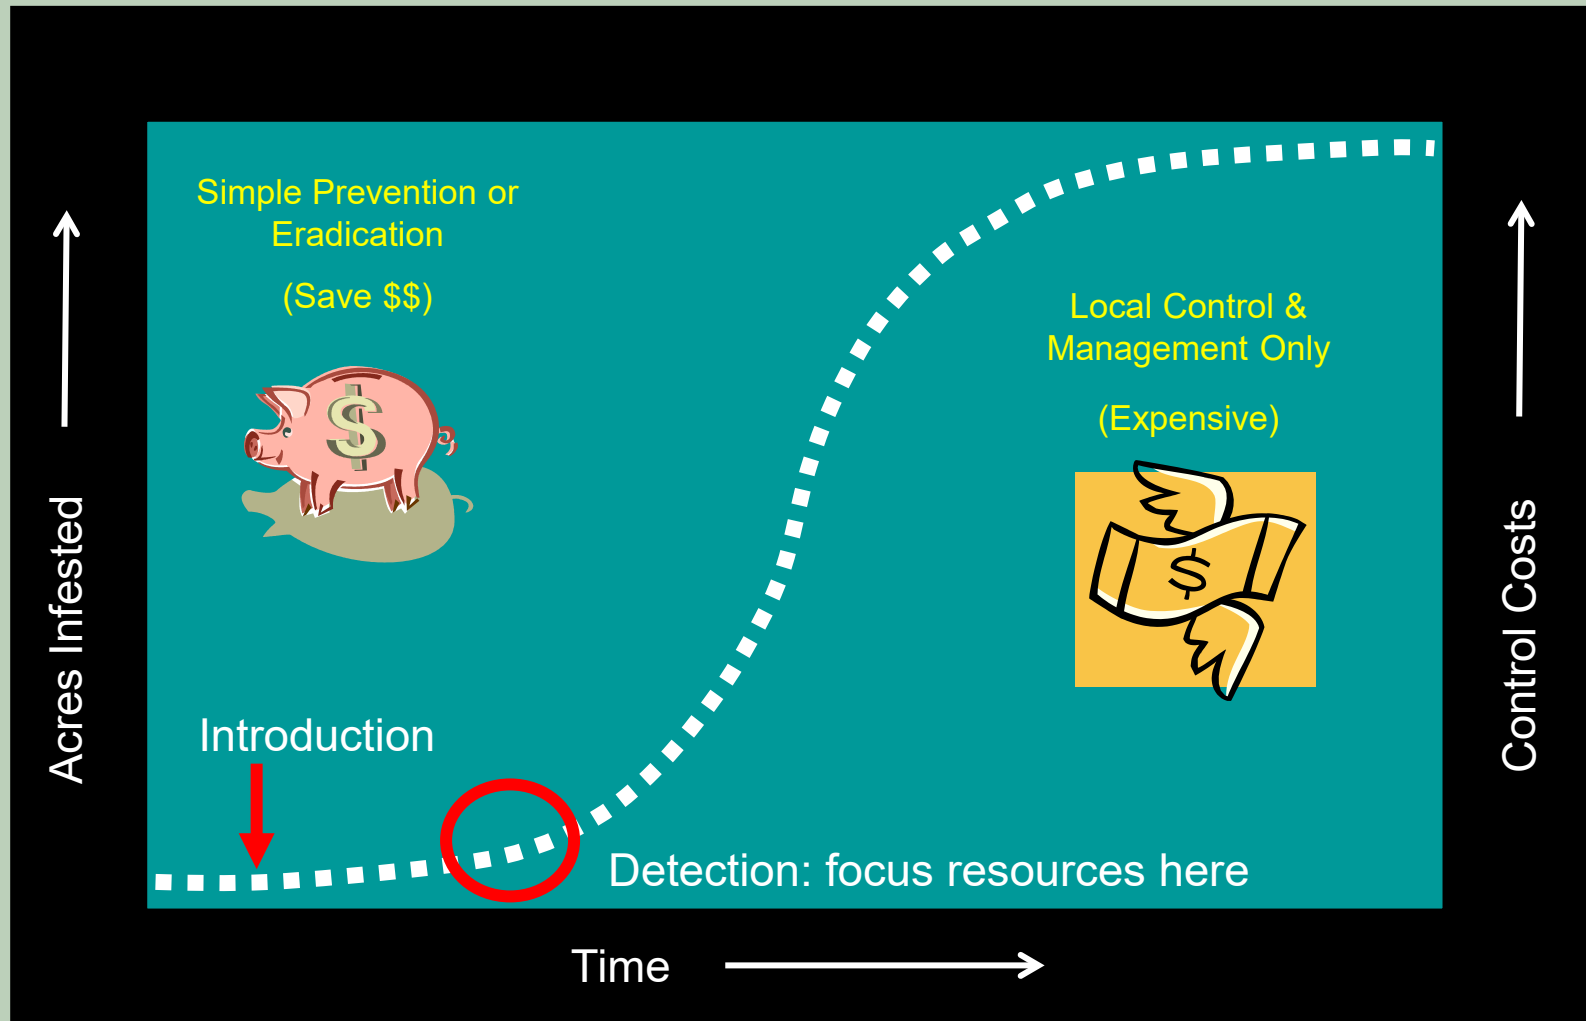 Simple Prevention or
Eradication
(Save $$)
Local Control &
Management Only
(Expensive)
$
$
Acres Infested
Control Costs
Introduction
Detection: focus resources here
Time